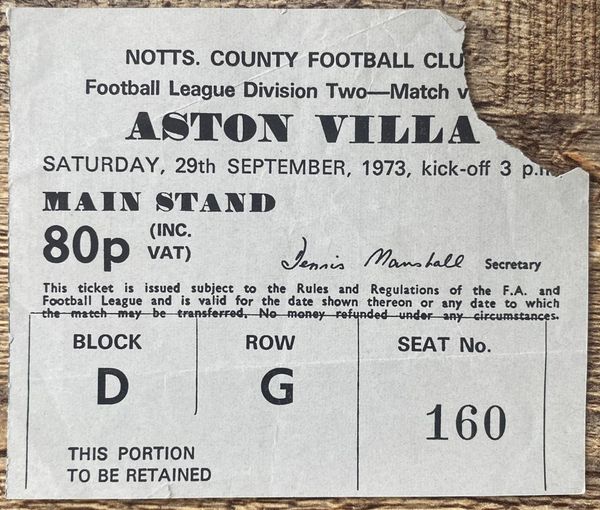 NOTTS. COUNTY FOOTBALL CLU
Football League Division Two—Match v
ASTON VILLA
SATURDAY, 29th SEPTEMBER, 1973, kick-off 3 p.m.
MAIN STAND
80p (INC. VAT)
Dennis Marshall Secretary
This ticket is issued subject to the Rules and Regulations of the F.A. and
Football League and is valid for the date shown thereon or any date to which
the match may be transferred. No money refunded under any circumstances.
BLOCK ROW SEAT No.
D G 160
THIS PORTION
TO BE RETAINED